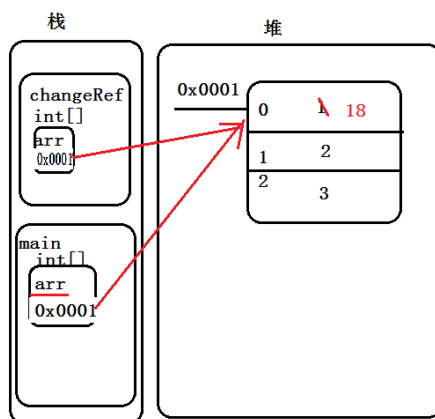 栈
堆
changeRef
int[]
arr
0x0001
main
int[]
arr
0x0001
0x0001
0 1 18
1 2
2 3